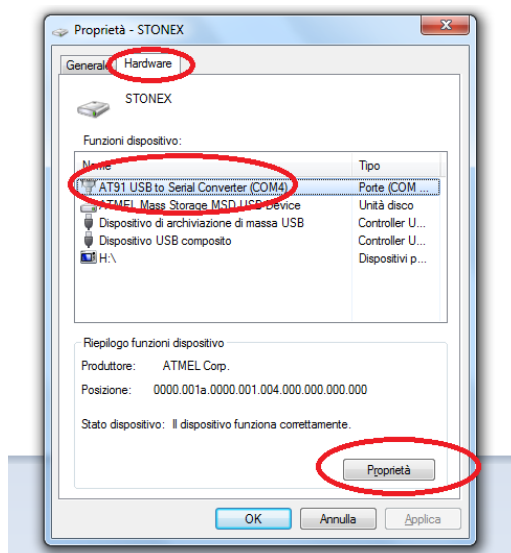 Proprietà - STONEX
Generale Hardware
STONEX
Funzioni dispositivo:
Nome Tipo
AT91 USB to Serial Converter (COM4) Porte (COM ...
ATMEL Mass Storage MSD USB Device Unità disco
Dispositivo di archiviazione di massa USB Controller U...
Dispositivo USB composito Controller U...
H:\ Dispositivi p...
Riepilogo funzioni dispositivo
Produttore: ATMEL Corp.
Posizione: 0000.001a.0000.001.004.000.000.000.000
Stato dispositivo: Il dispositivo funziona correttamente.
Proprietà
OK Annulla Applica